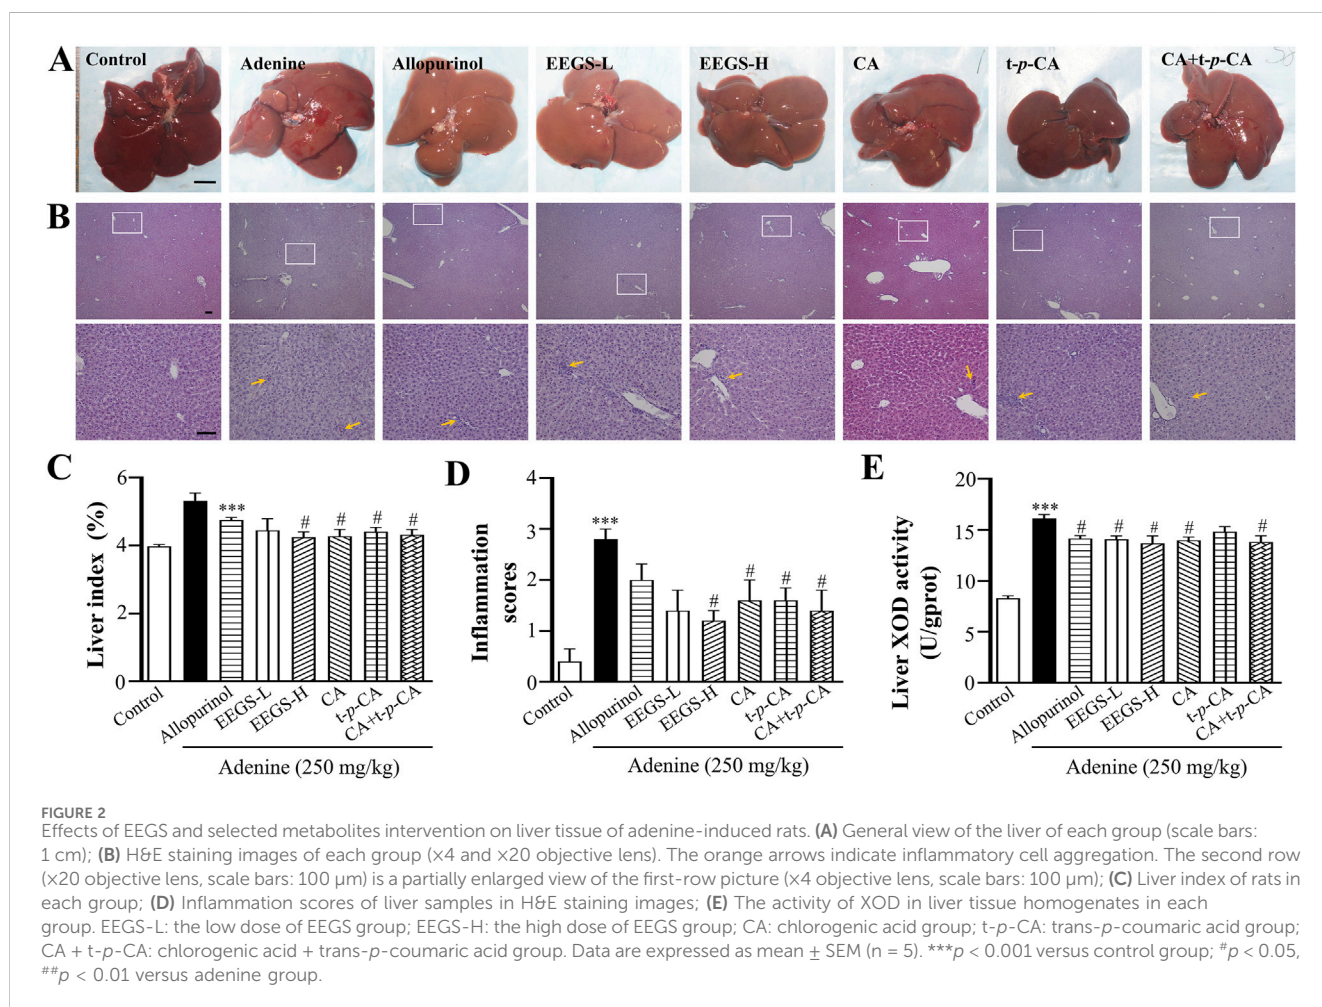 A
Control
Adenine
Allopurinol
EEGS-L
EEGS-H
CA
t-p-CA
CA+t-p-CA
B
C
Liver index (%)
6
4
2
0
***
#
#
#
#
Control
Allopurinol
EEGS-L
EEGS-H
CA
t-p-CA
CA+t-p-CA
Adenine (250 mg/kg)
D
Inflammation
scores
4
3
2
1
0
***
#
#
#
#
Control
Allopurinol
EEGS-L
EEGS-H
CA
t-p-CA
CA+t-p-CA
Adenine (250 mg/kg)
E
Liver XOD activity
(U/gprot)
20
15
10
5
0
***
#
#
#
#
#
Control
Allopurinol
EEGS-L
EEGS-H
CA
t-p-CA
CA+t-p-CA
Adenine (250 mg/kg)
FIGURE 2
Effects of EEGS and selected metabolites intervention on liver tissue of adenine-induced rats. (A) General view of the liver of each group (scale bars:
1 cm); (B) H&E staining images of each group (×4 and ×20 objective lens). The orange arrows indicate inflammatory cell aggregation. The second row
(×20 objective lens, scale bars: 100 μm) is a partially enlarged view of the first-row picture (×4 objective lens, scale bars: 100 μm); (C) Liver index of rats in
each group; (D) Inflammation scores of liver samples in H&E staining images; (E) The activity of XOD in liver tissue homogenates in each
group. EEGS-L: the low dose of EEGS group; EEGS-H: the high dose of EEGS group; CA: chlorogenic acid group; t-p-CA: trans-p-coumaric acid group;
CA + t-p-CA: chlorogenic acid + trans-p-coumaric acid group. Data are expressed as mean ± SEM (n = 5). ***p < 0.001 versus control group; #p < 0.05,
##p < 0.01 versus adenine group.